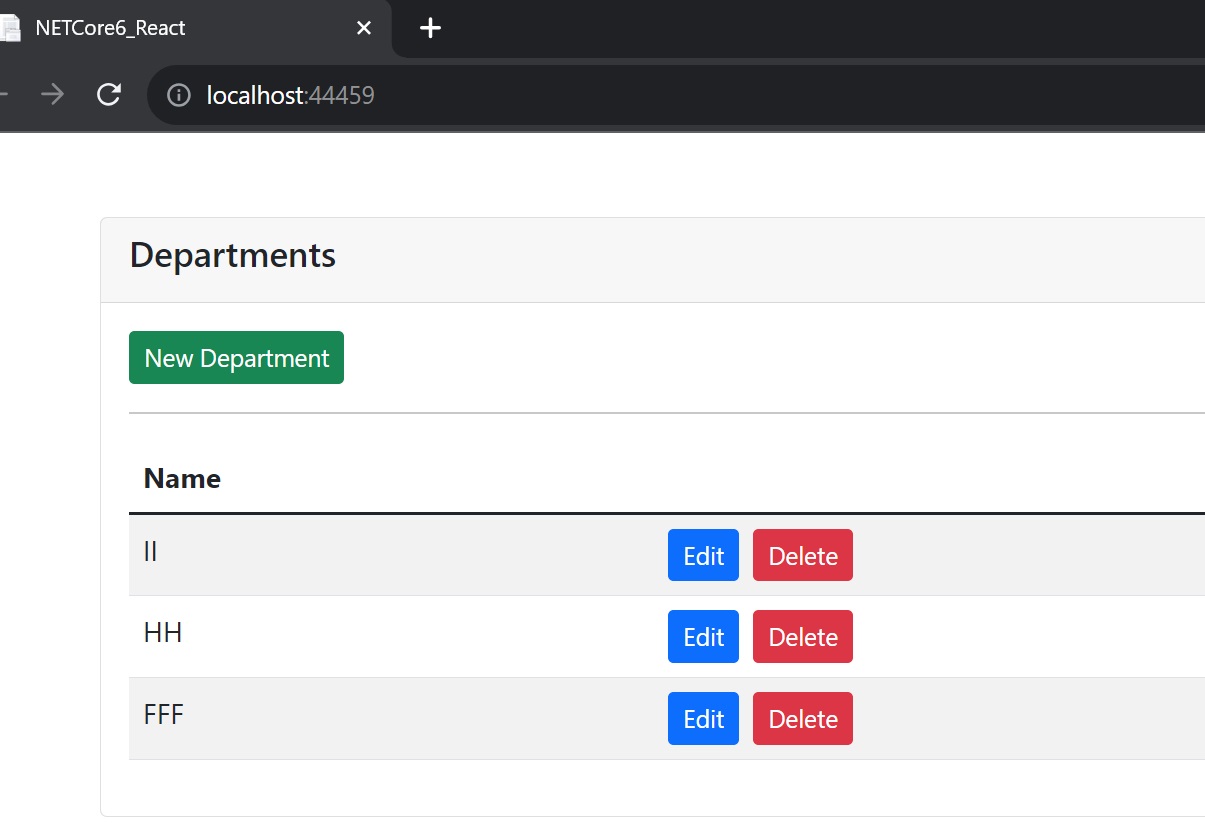 NETCore6_React
localhost:44459
Departments
New Department
Name
II Edit Delete
HH Edit Delete
FFF Edit Delete